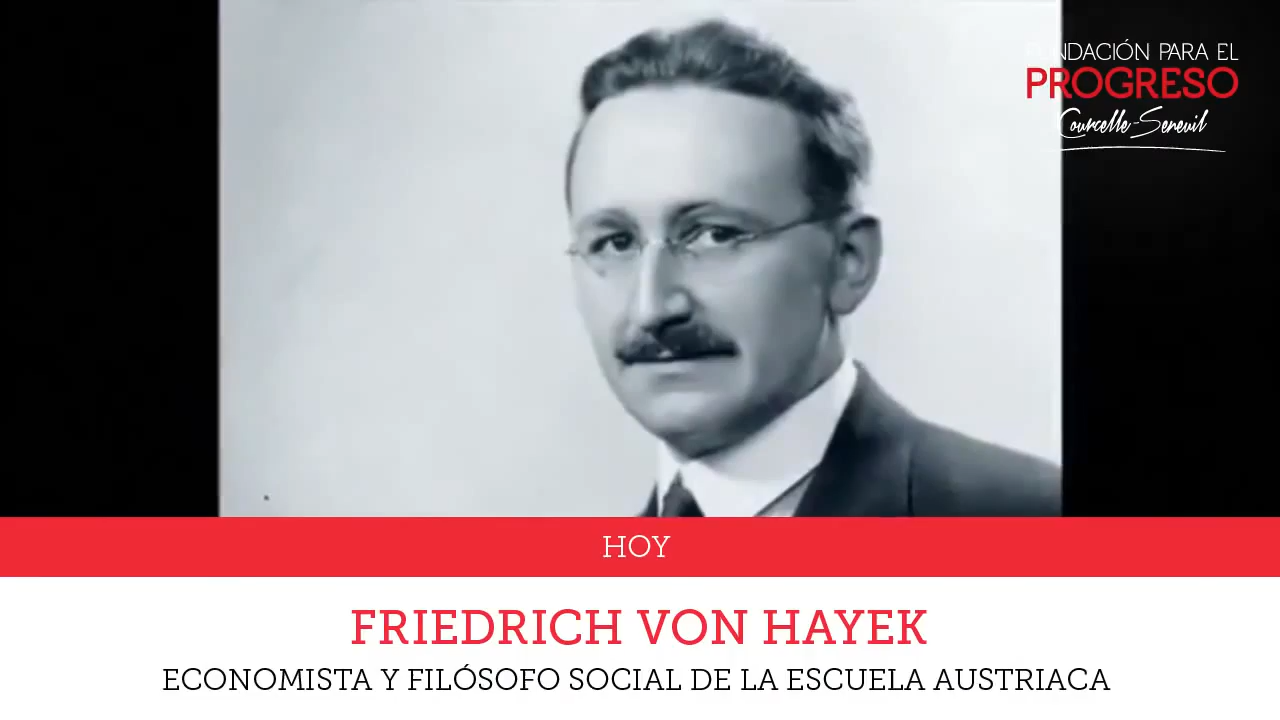 FUNDACIÓN PARA EL
PROGRESO
Courcelle-Seneuil
HOY
FRIEDRICH VON HAYEK
ECONOMISTA Y FILÓSOFO SOCIAL DE LA ESCUELA AUSTRIACA